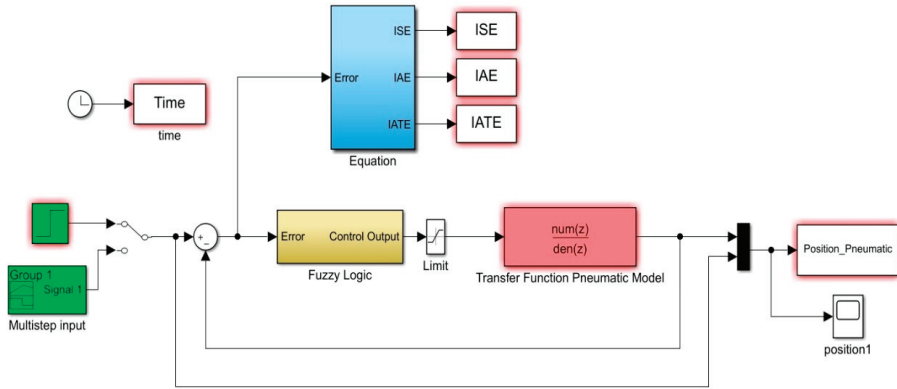 ISE
ISE
Time
time
Error
IAE
IAE
IATE
IATE
Equation
Group 1
Signal 1
Multistep input
+
−
Error
Control Output
Fuzzy Logic
Limit
num(z)
den(z)
Transfer Function Pneumatic Model
Position_Pneumatic
position1